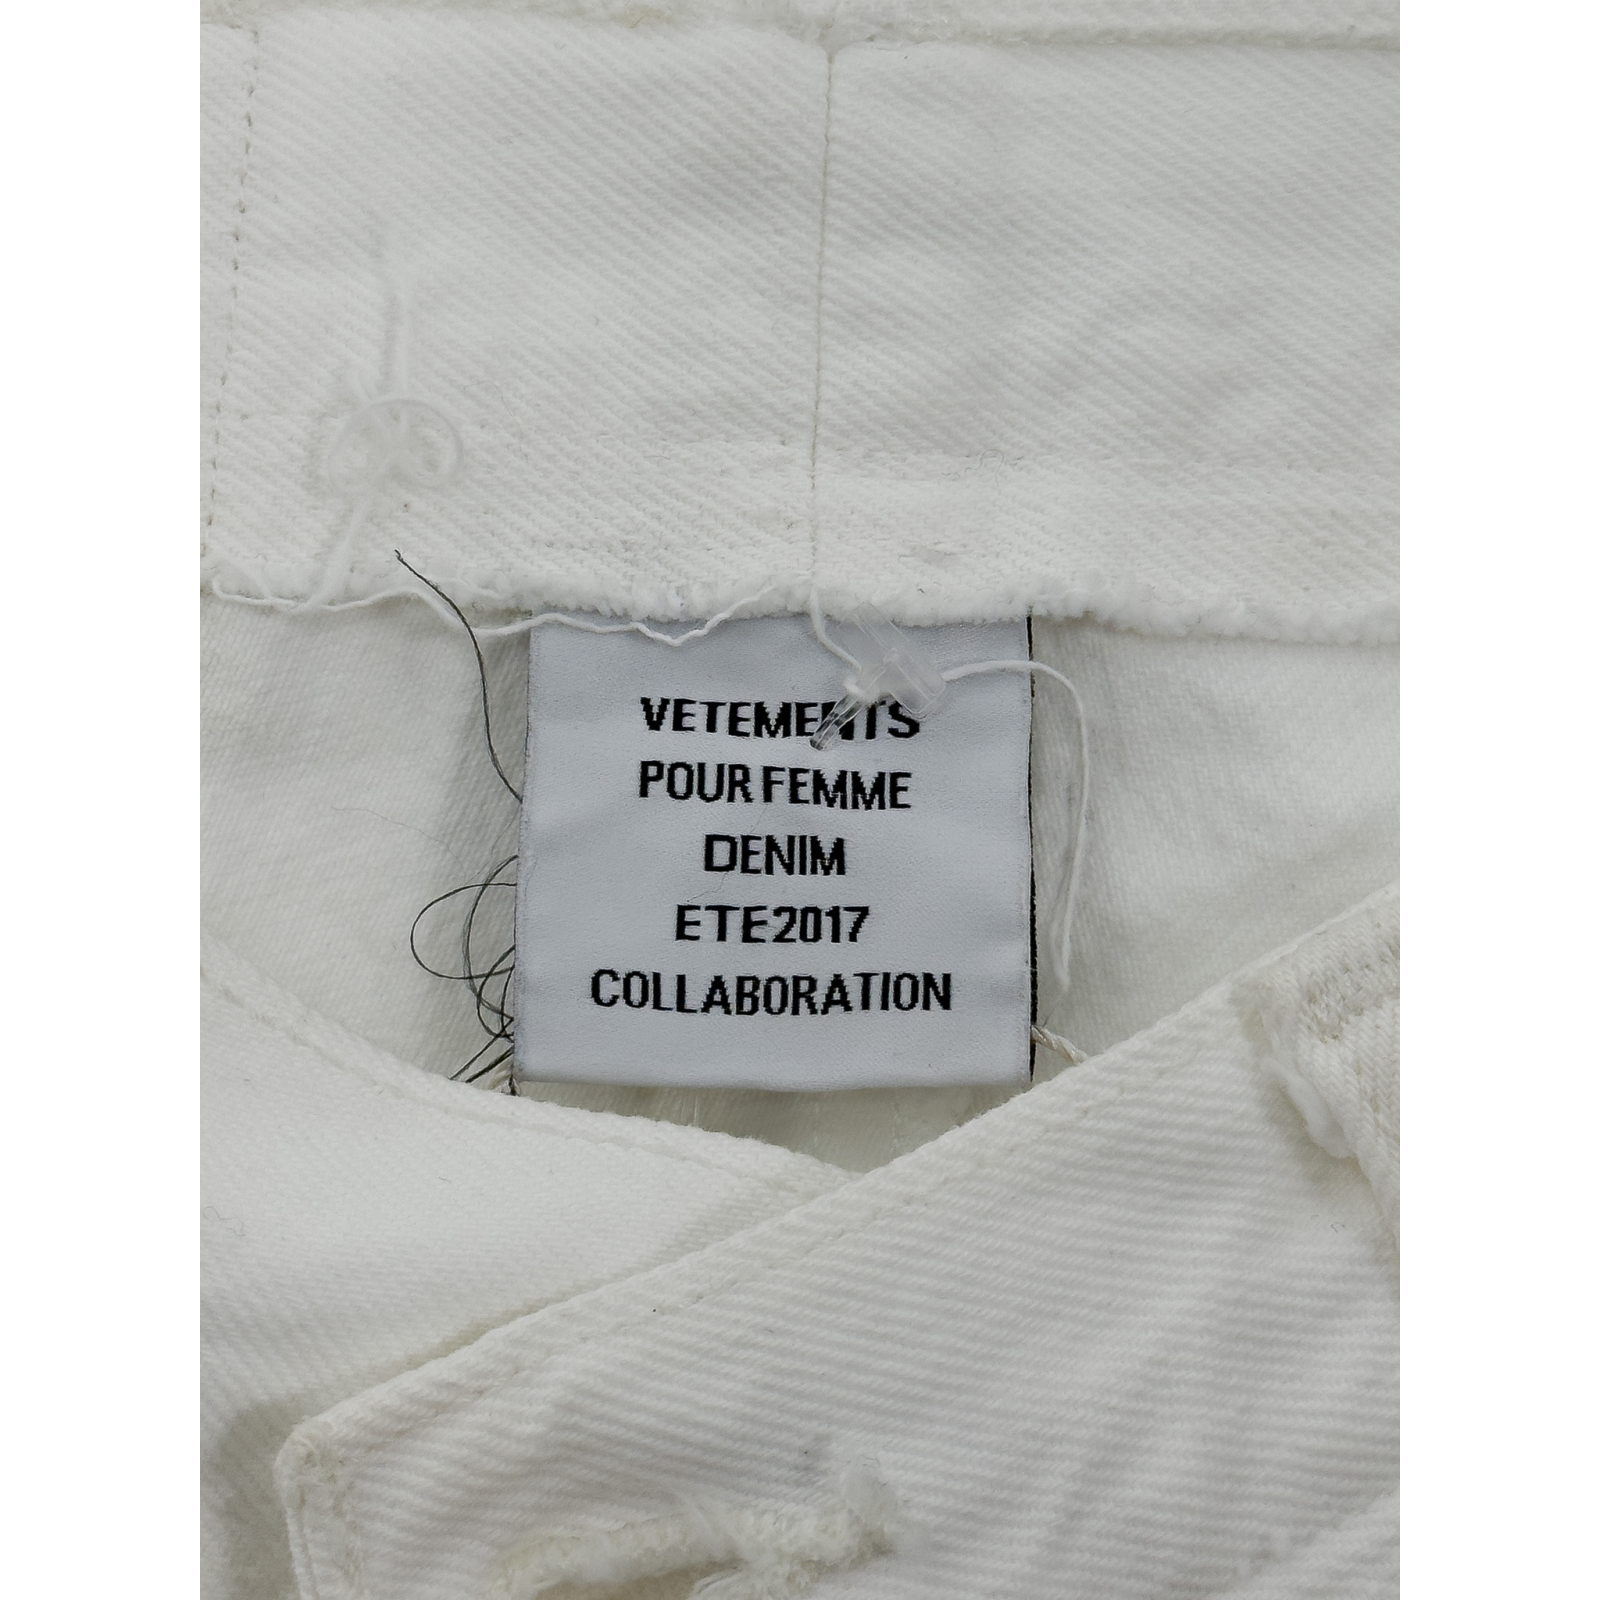 VETEMENTS
POUR FEMME
DENIM
ETE2017
COLLABORATION